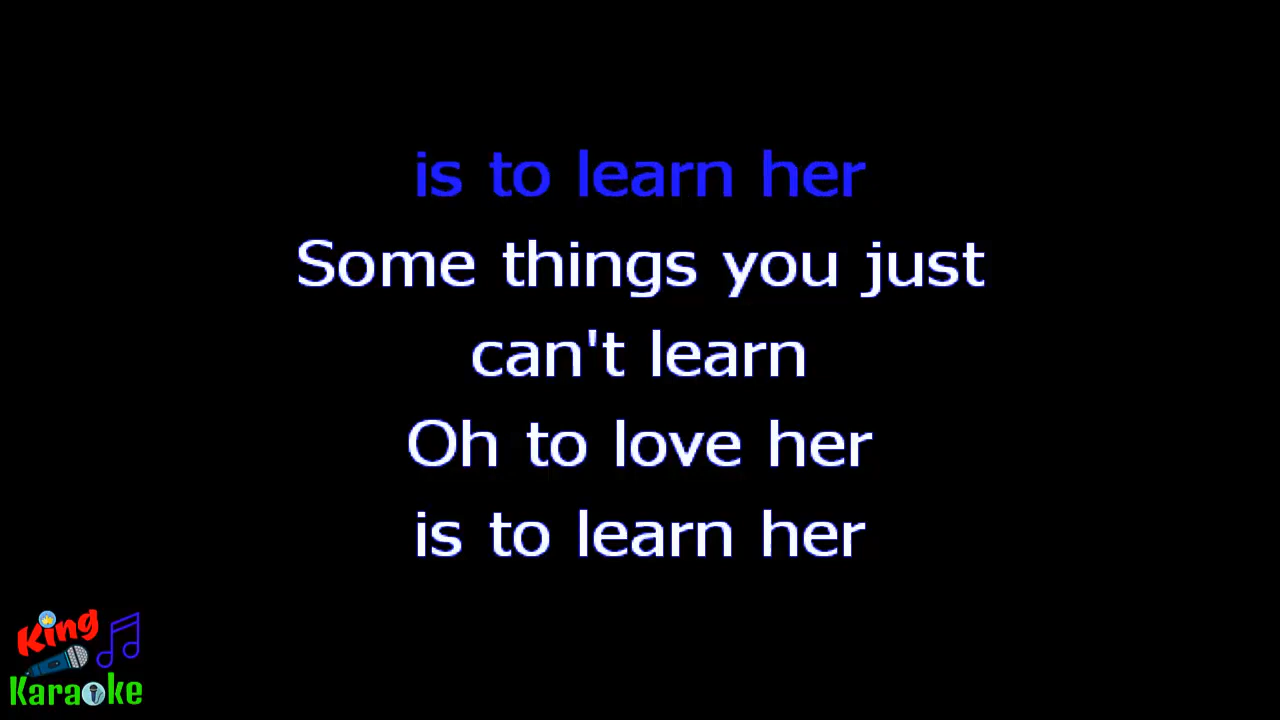 is to learn her
Some things you just
can't learn
Oh to love her
is to learn her
King
Karaoke